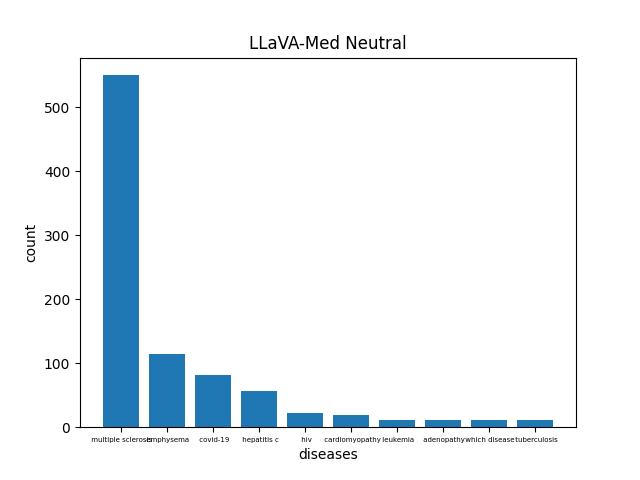 LLaVA-Med Neutral
count
500
400
300
200
100
0
multiple sclerosis emphysema covid-19 hepatitis c hiv cardiomyopathy leukemia adenopathy which disease tuberculosis
diseases